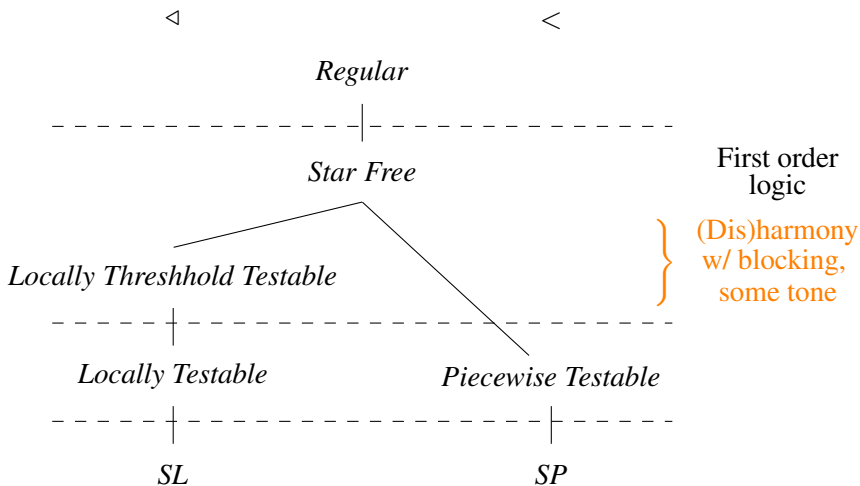 ◁ <
Regular
Star Free
First order
logic
(Dis)harmony
w/ blocking,
some tone
Locally Threshhold Testable
Locally Testable
Piecewise Testable
SL
SP